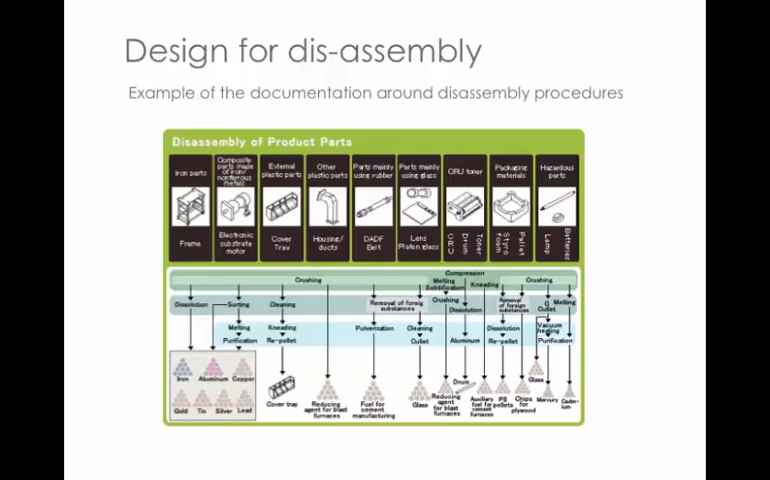 Design for dis-assembly
Example of the documentation around disassembly procedures
Disassembly of Product Parts
Iron parts
Composite parts made of iron/ nonferrous metals
External plastic parts
Other plastic parts
Parts mainly using rubber
Parts mainly using glass
CRU toner
Packaging materials
Hazardous parts
Frame
Electronic substrate motor
Cover Tray
Housing/ ducts
DADF Belt
Lens Platen glass
CRU Drum Toner
Styro foam Pallet
Lamp Batteries
Compression
Crushing
Melting Solidification
Kneading
Crushing
Dissolution
Sorting
Cleaning
Removal of foreign substances
Crushing
Dissolution
Removal of foreign substances
Cullet
Melting
Melting
Kneading
Pulverization
Cleaning
Dissolution
Vacuum heating
Purification
Re-pellet
Cullet
Aluminum
Re-pellet
Purification
Iron
Aluminum
Copper
Gold
Tin
Silver
Lead
Cover tray
Reducing agent for blast furnaces
Fuel for cement manufacturing
Glass
Reducing agent for blast furnaces
Drum
Auxiliary fuel for cement furnaces
PS pellets
Chips for plywood
Glass
Mercury
Cadmium